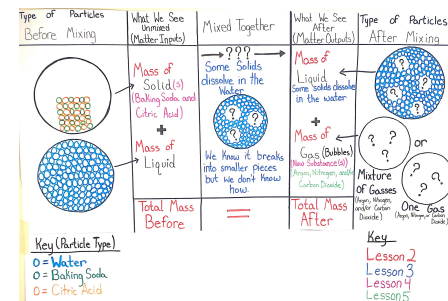 Type of Particles
Before Mixing
What We See
Unmixed
(Matter Inputs)
Mass of
Solid(s)
(Baking Soda and
Citric Acid)
+
Mass of
Liquid
Total Mass
Before
Mixed Together
→ ??? →
Some Solids
dissolve in the
Water
? ? ?
We know it breaks
into smaller pieces
but we don't know
how.
=
What We See
After
(Matter Outputs)
Mass of
Liquid
Some solids dissolve
in the water
+
Mass of
Gas (Bubbles)
New Substance(s)
(Argon, Nitrogen, and/or
Carbon Dioxide)
Total Mass
After
Type of Particles
After Mixing
? ? ? ?
? ? ?
or
? ? ?
Mixture
Of Gasses
(Argon, Nitrogen,
and/or Carbon
Dioxide)
One Gas
(Argon, Nitrogen, or Carbon
Dioxide)
Key (Particle Type)
O = Water
O = Baking Soda
O = Citric Acid
Key
Lesson 2
Lesson 3
Lesson 4
Lesson 5